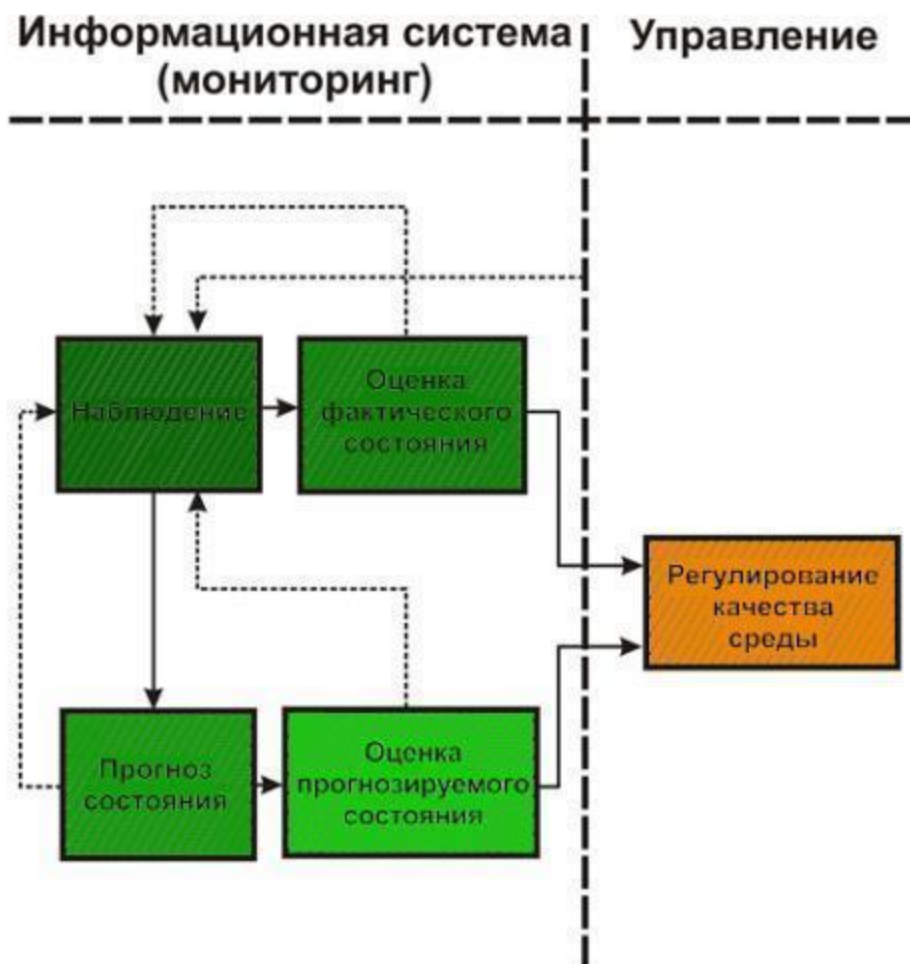 Информационная система
(мониторинг)
Управление
Наблюдение
Оценка
фактического
состояния
Регулирование
качества
среды
Прогноз
состояния
Оценка
прогнозируемого
состояния